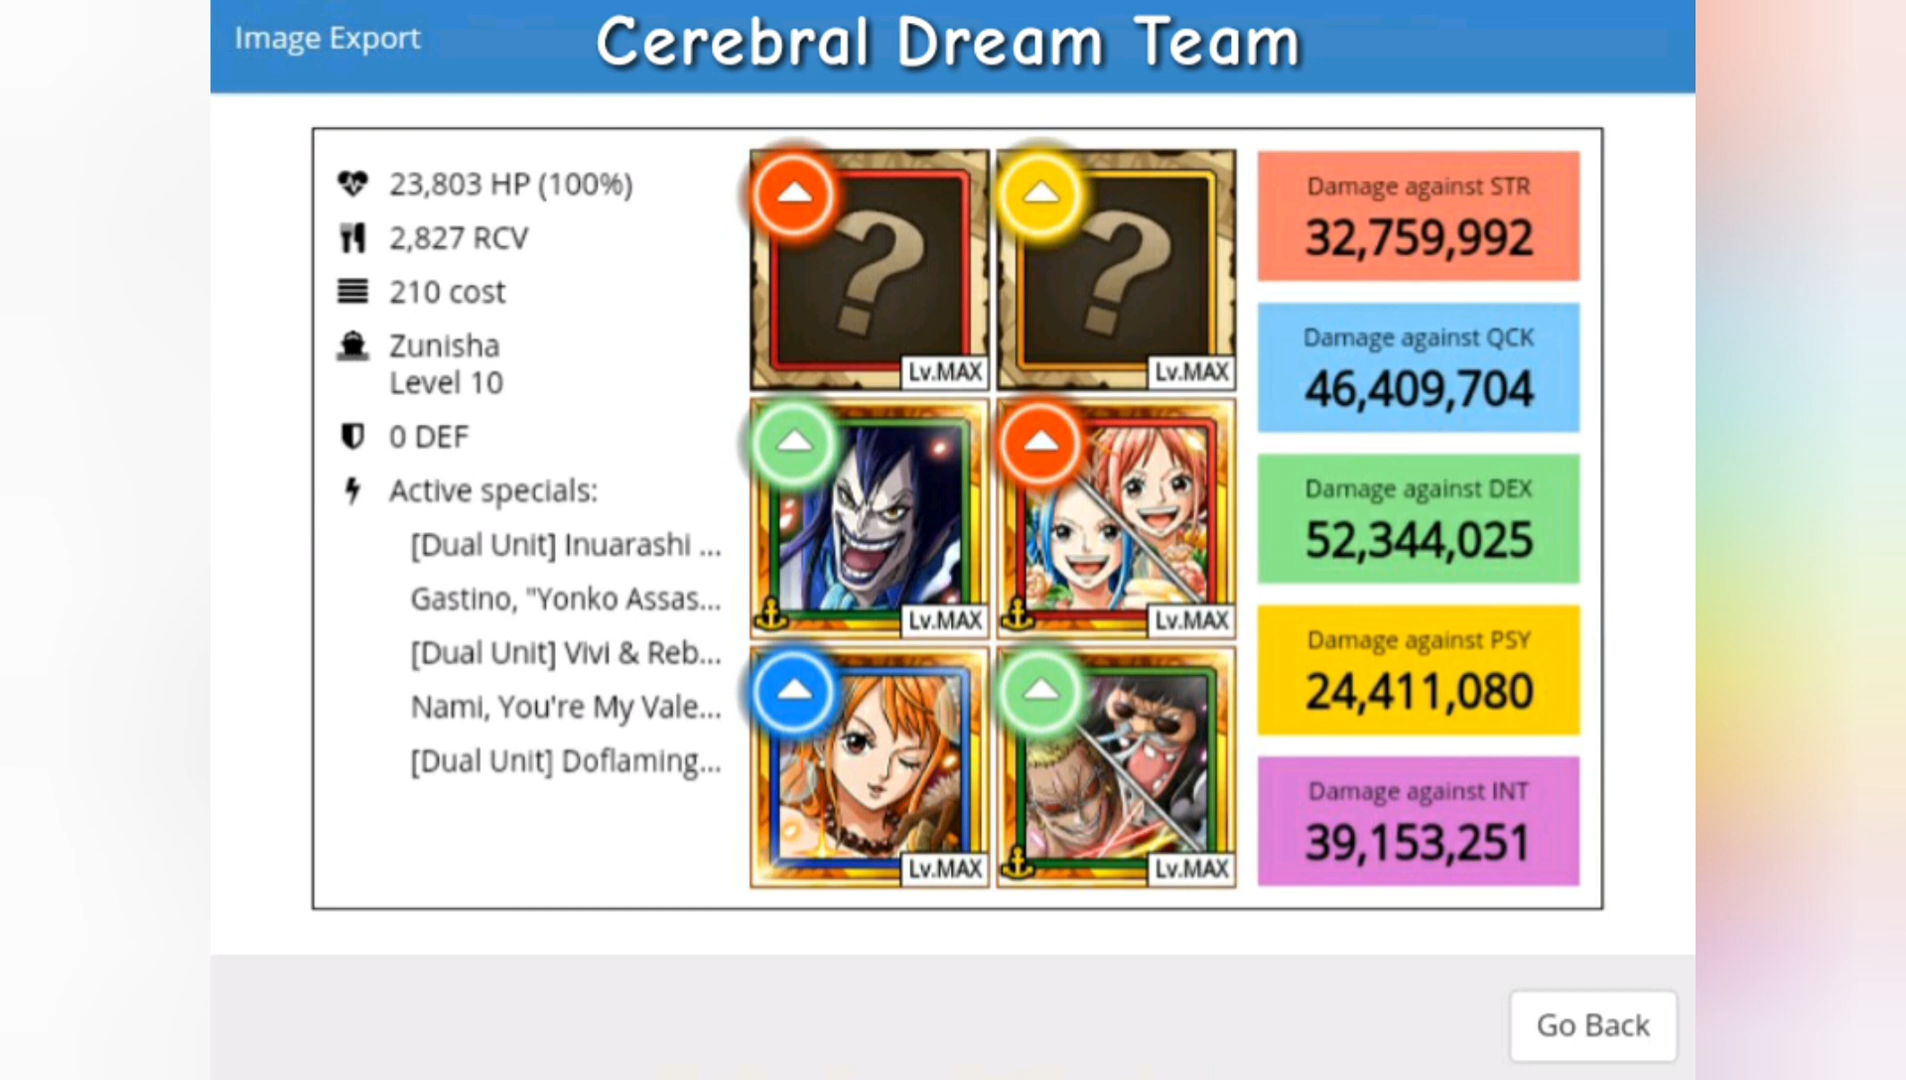 Image Export
Cerebral Dream Team
23,803 HP (100%)
2,827 RCV
210 cost
Zunisha
Level 10
0 DEF
Active specials:
[Dual Unit] Inuarashi ...
Gastino, "Yonko Assas...
[Dual Unit] Vivi & Reb...
Nami, You're My Vale...
[Dual Unit] Doflaming...
?
Lv.MAX
?
Lv.MAX
Lv.MAX
Lv.MAX
Lv.MAX
Lv.MAX
Damage against STR
32,759,992
Damage against QCK
46,409,704
Damage against DEX
52,344,025
Damage against PSY
24,411,080
Damage against INT
39,153,251
Go Back